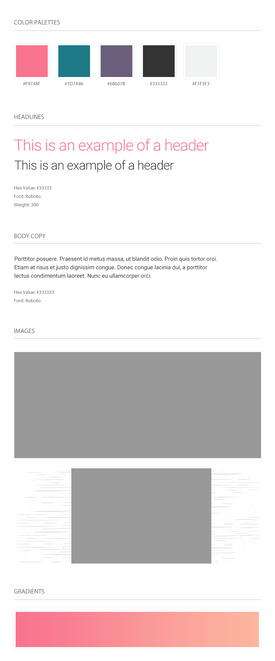 COLOR PALETTES
#F9748F #1D7A86 #6B607B #333333 #F1F3F3
HEADLINES
This is an example of a header
This is an example of a header
Hex Value: #33333
Font: Roboto
Weight: 300
BODY COPY
Porttitor posuere. Praesent id metus massa, ut blandit odio. Proin quis tortor orci.
Etiam at risus et justo dignissim congue. Donec congue lacinia dui, a porttitor
lectus condimentum laoreet. Nunc eu ullamcorper orci.
Hex Value: #333333
Font: Roboto
IMAGES
GRADIENTS